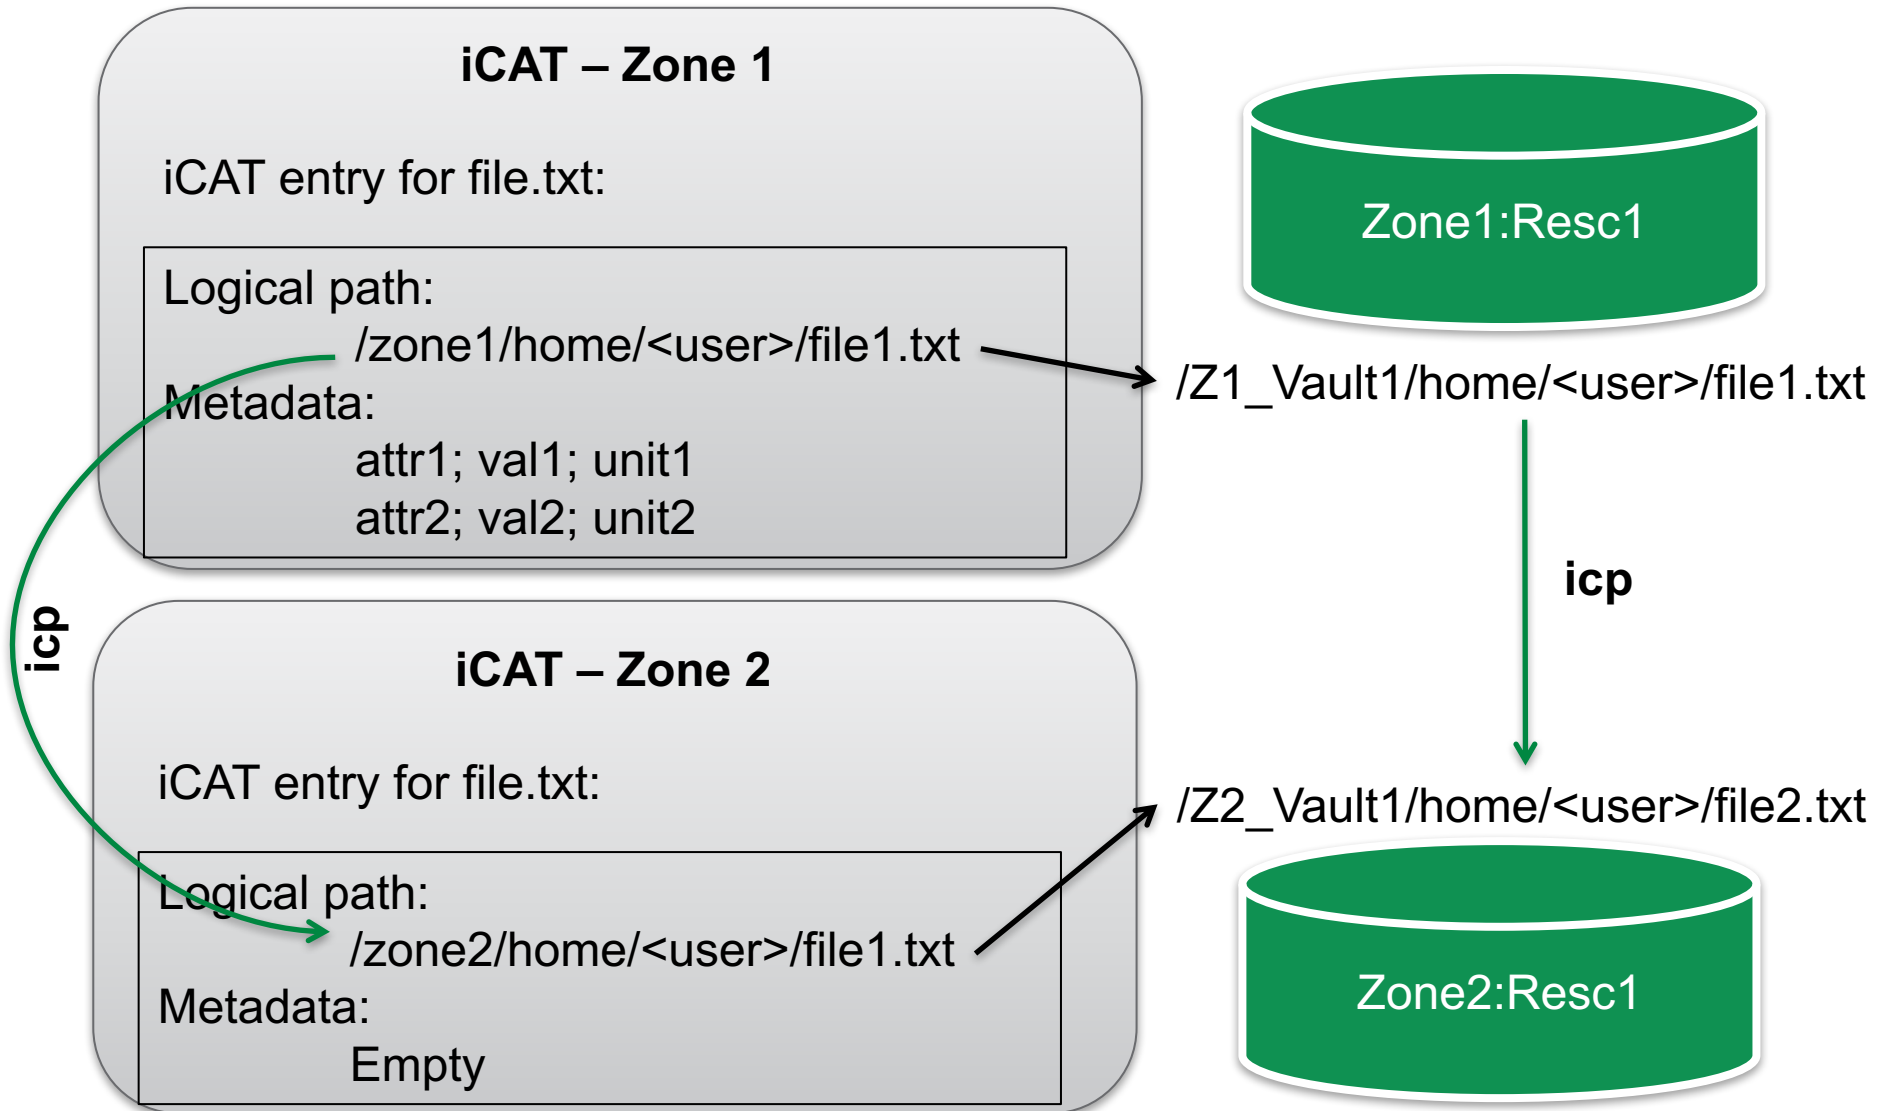 iCAT – Zone 1
iCAT entry for file.txt:
Logical path:
/zone1/home/<user>/file1.txt
Metadata:
attr1; val1; unit1
attr2; val2; unit2
Zone1:Resc1
/Z1_Vault1/home/<user>/file1.txt
icp
icp
iCAT – Zone 2
iCAT entry for file.txt:
Logical path:
/zone2/home/<user>/file1.txt
Metadata:
Empty
/Z2_Vault1/home/<user>/file2.txt
Zone2:Resc1